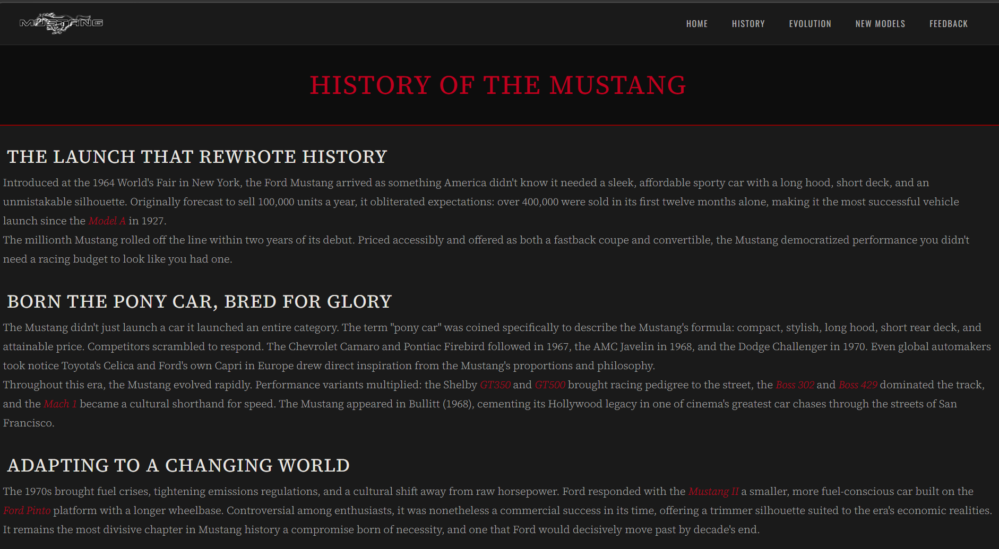 MUSTANG
HOME HISTORY EVOLUTION NEW MODELS FEEDBACK
HISTORY OF THE MUSTANG
THE LAUNCH THAT REWROTE HISTORY
Introduced at the 1964 World's Fair in New York, the Ford Mustang arrived as something America didn't know it needed a sleek, affordable sporty car with a long hood, short deck, and an
unmistakable silhouette. Originally forecast to sell 100,000 units a year, it obliterated expectations: over 400,000 were sold in its first twelve months alone, making it the most successful vehicle
launch since the Model A in 1927.
The millionth Mustang rolled off the line within two years of its debut. Priced accessibly and offered as both a fastback coupe and convertible, the Mustang democratized performance you didn't
need a racing budget to look like you had one.
BORN THE PONY CAR, BRED FOR GLORY
The Mustang didn't just launch a car it launched an entire category. The term "pony car" was coined specifically to describe the Mustang's formula: compact, stylish, long hood, short rear deck, and
attainable price. Competitors scrambled to respond. The Chevrolet Camaro and Pontiac Firebird followed in 1967, the AMC Javelin in 1968, and the Dodge Challenger in 1970. Even global automakers
took notice Toyota's Celica and Ford's own Capri in Europe drew direct inspiration from the Mustang's proportions and philosophy.
Throughout this era, the Mustang evolved rapidly. Performance variants multiplied: the Shelby GT350 and GT500 brought racing pedigree to the street, the Boss 302 and Boss 429 dominated the track,
and the Mach 1 became a cultural shorthand for speed. The Mustang appeared in Bullitt (1968), cementing its Hollywood legacy in one of cinema's greatest car chases through the streets of San
Francisco.
ADAPTING TO A CHANGING WORLD
The 1970s brought fuel crises, tightening emissions regulations, and a cultural shift away from raw horsepower. Ford responded with the Mustang II a smaller, more fuel-conscious car built on the
Ford Pinto platform with a longer wheelbase. Controversial among enthusiasts, it was nonetheless a commercial success in its time, offering a trimmer silhouette suited to the era's economic realities.
It remains the most divisive chapter in Mustang history a compromise born of necessity, and one that Ford would decisively move past by decade's end.